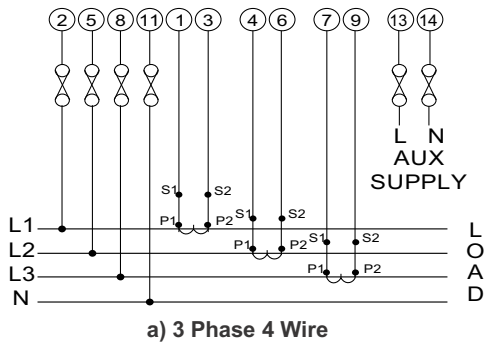 2 5 8 11 1 3 4 6 7 9 13 14
L N
AUX
SUPPLY
S1 S2
L1 P1 P2 S1 S2 L
L2 P1 P2 S1 S2 O
L3 P1 P2 A
N D
a) 3 Phase 4 Wire